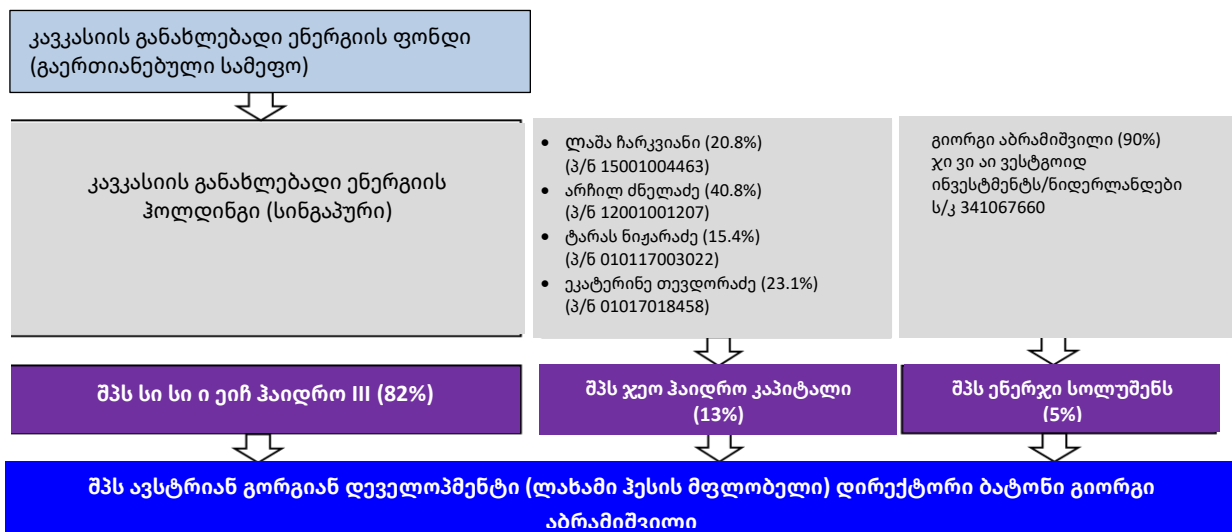 კავკასიის განახლებადი ენერგიის ფონდი
(გაერთიანებული სამეფო)
კავკასიის განახლებადი ენერგიის
ჰოლდინგი (სინგაპური)
• ლაშა ჩარკვიანი (20.8%)
(პ/ნ 15001004463)
• არჩილ ძნელაძე (40.8%)
(პ/ნ 12001001207)
• ტარას ნიჟარაძე (15.4%)
(პ/ნ 010117003022)
• ეკატერინე თევდორაძე (23.1%)
(პ/ნ 01017018458)
გიორგი აბრამიშვილი (90%)
ჯი ვი აი ვესტგოიდ
ინვესტმენტს/ნიდერლანდები
ს/კ 341067660
შპს სი სი ი ეიჩ ჰაიდრო III (82%)
შპს ჯეო ჰაიდრო კაპიტალი
(13%)
შპს ენერჯი სოლუშენს
(5%)
შპს ავსტრიან გორგიან დეველოპმენტი (ლახამი ჰესის მფლობელი) დირექტორი ბატონი გიორგი
აბრამიშვილი